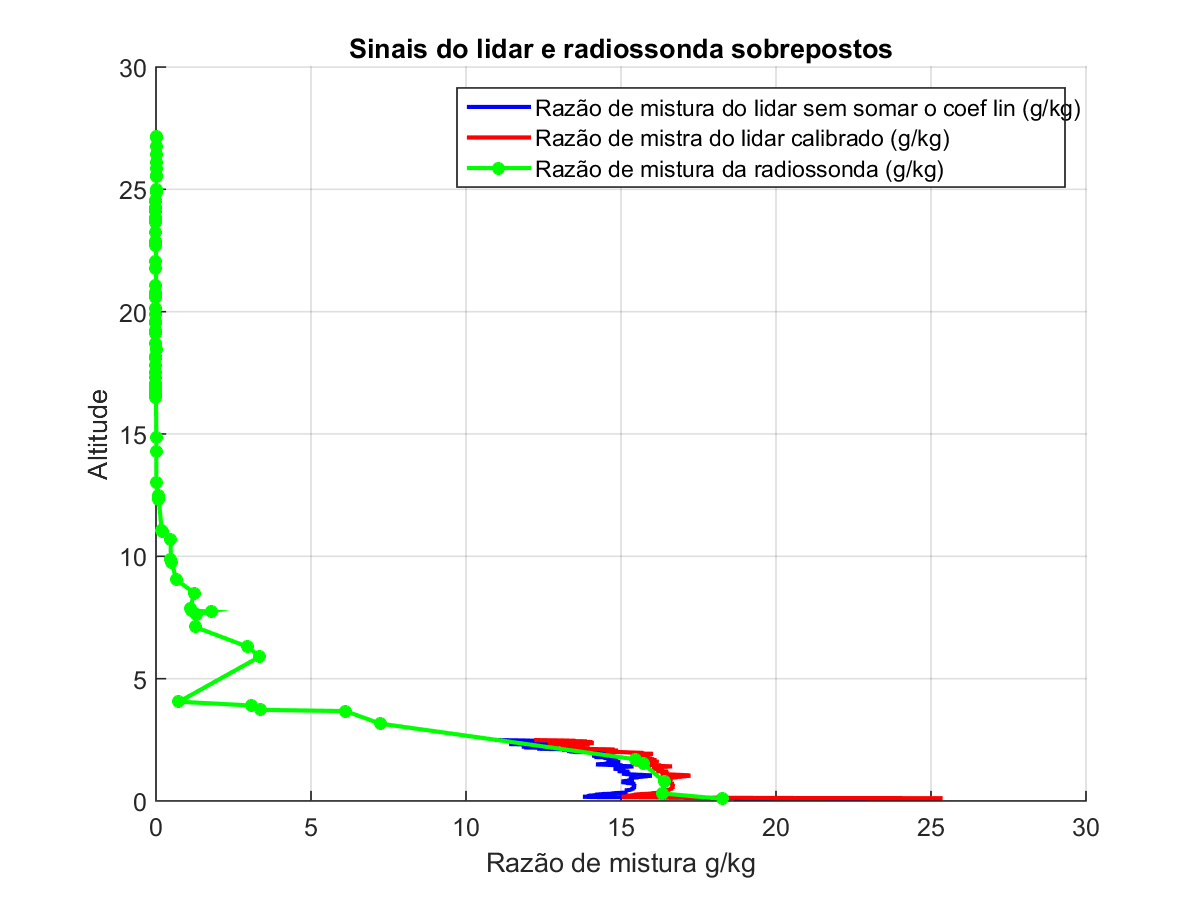 Sinais do lidar e radiossonda sobrepostos
30
25
20
15
10
5
0
Altitude
Razão de mistura do lidar sem somar o coef lin (g/kg)
Razão de mistra do lidar calibrado (g/kg)
Razão de mistura da radiossonda (g/kg)
0 5 10 15 20 25 30
Razão de mistura g/kg